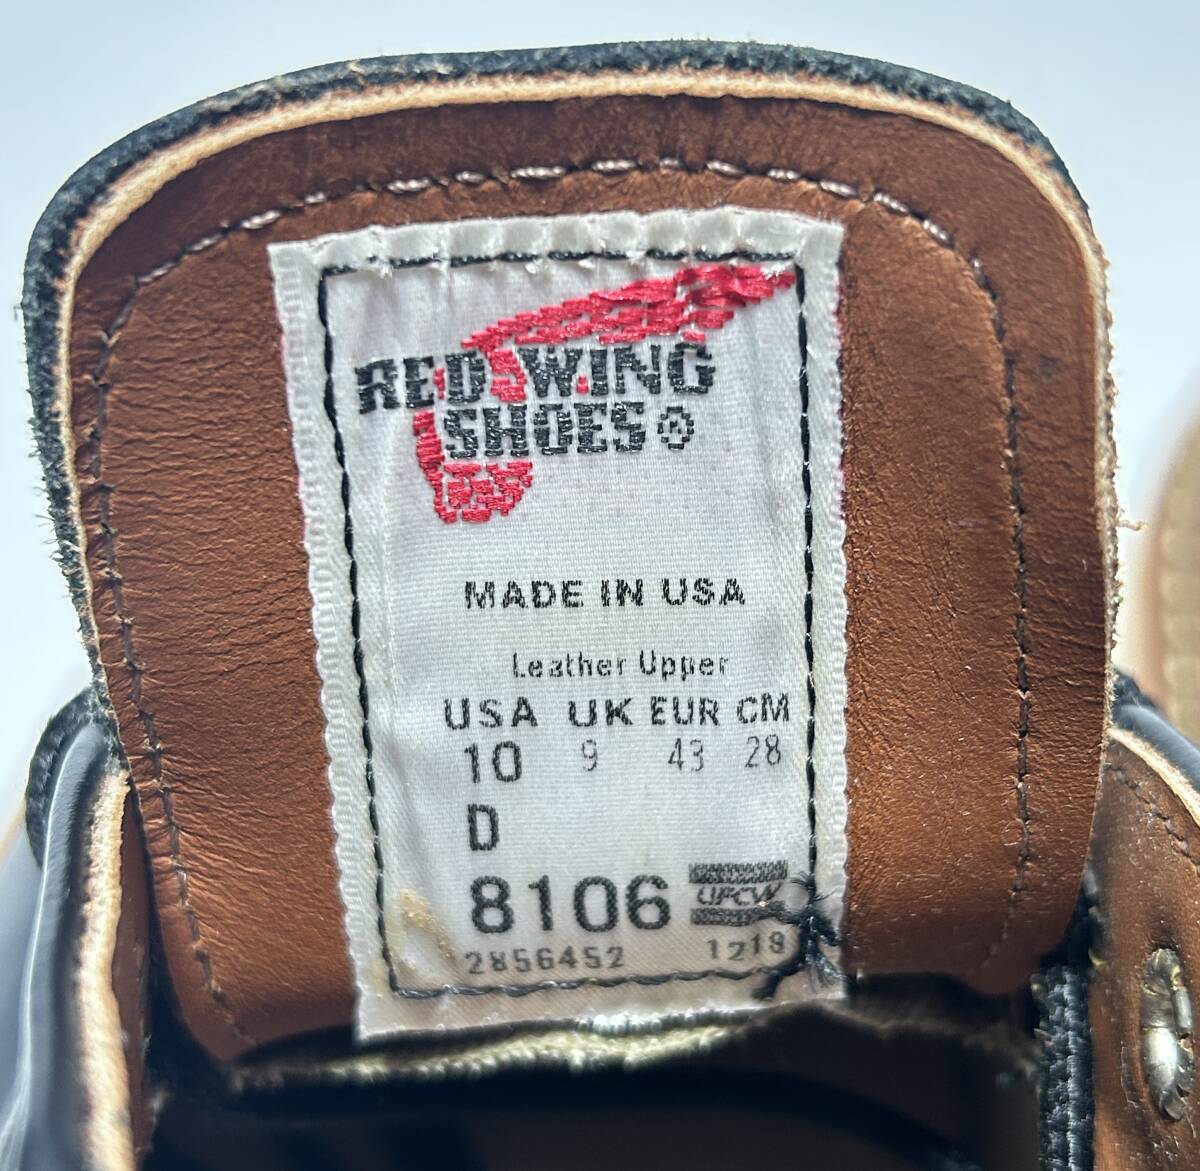 RED WING
SHOES®
MADE IN USA
Leather Upper
USA UK EUR CM
10 9 43 28
D
8106 UFCW
2856452 1219